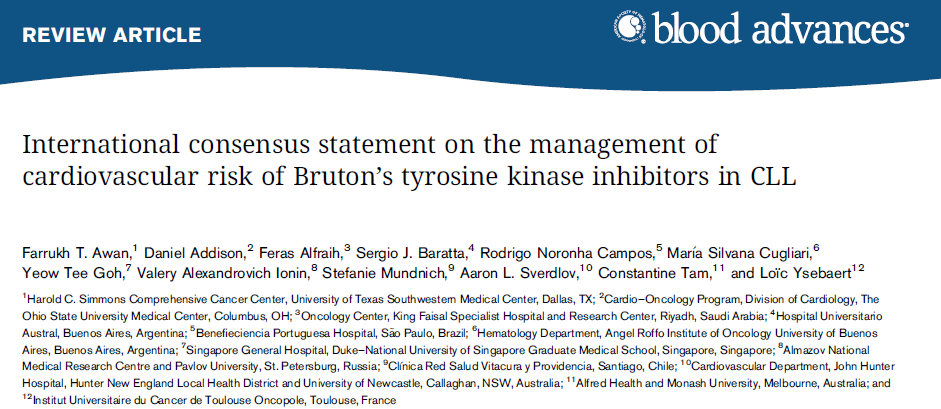 REVIEW ARTICLE
blood advances®
International consensus statement on the management of
cardiovascular risk of Bruton’s tyrosine kinase inhibitors in CLL
Farrukh T. Awan,1 Daniel Addison,2 Feras Alfraih,3 Sergio J. Baratta,4 Rodrigo Noronha Campos,5 María Silvana Cugliari,6
Yeow Tee Goh,7 Valery Alexandrovich Ionin,8 Stefanie Mundnich,9 Aaron L. Sverdlov,10 Constantine Tam,11 and Loïc Ysebaert12
1Harold C. Simmons Comprehensive Cancer Center, University of Texas Southwestern Medical Center, Dallas, TX; 2Cardio–Oncology Program, Division of Cardiology, The
Ohio State University Medical Center, Columbus, OH; 3Oncology Center, King Faisal Specialist Hospital and Research Center, Riyadh, Saudi Arabia; 4Hospital Universitario
Austral, Buenos Aires, Argentina; 5Benefieciencia Portuguesa Hospital, São Paulo, Brazil; 6Hematology Department, Angel Roffo Institute of Oncology University of Buenos
Aires, Buenos Aires, Argentina; 7Singapore General Hospital, Duke–National University of Singapore Graduate Medical School, Singapore, Singapore; 8Almazov National
Medical Research Centre and Pavlov University, St. Petersburg, Russia; 9Clínica Red Salud Vitacura y Providencia, Santiago, Chile; 10Cardiovascular Department, John Hunter
Hospital, Hunter New England Local Health District and University of Newcastle, Callaghan, NSW, Australia; 11Alfred Health and Monash University, Melbourne, Australia; and
12Institut Universitaire du Cancer de Toulouse Oncopole, Toulouse, France